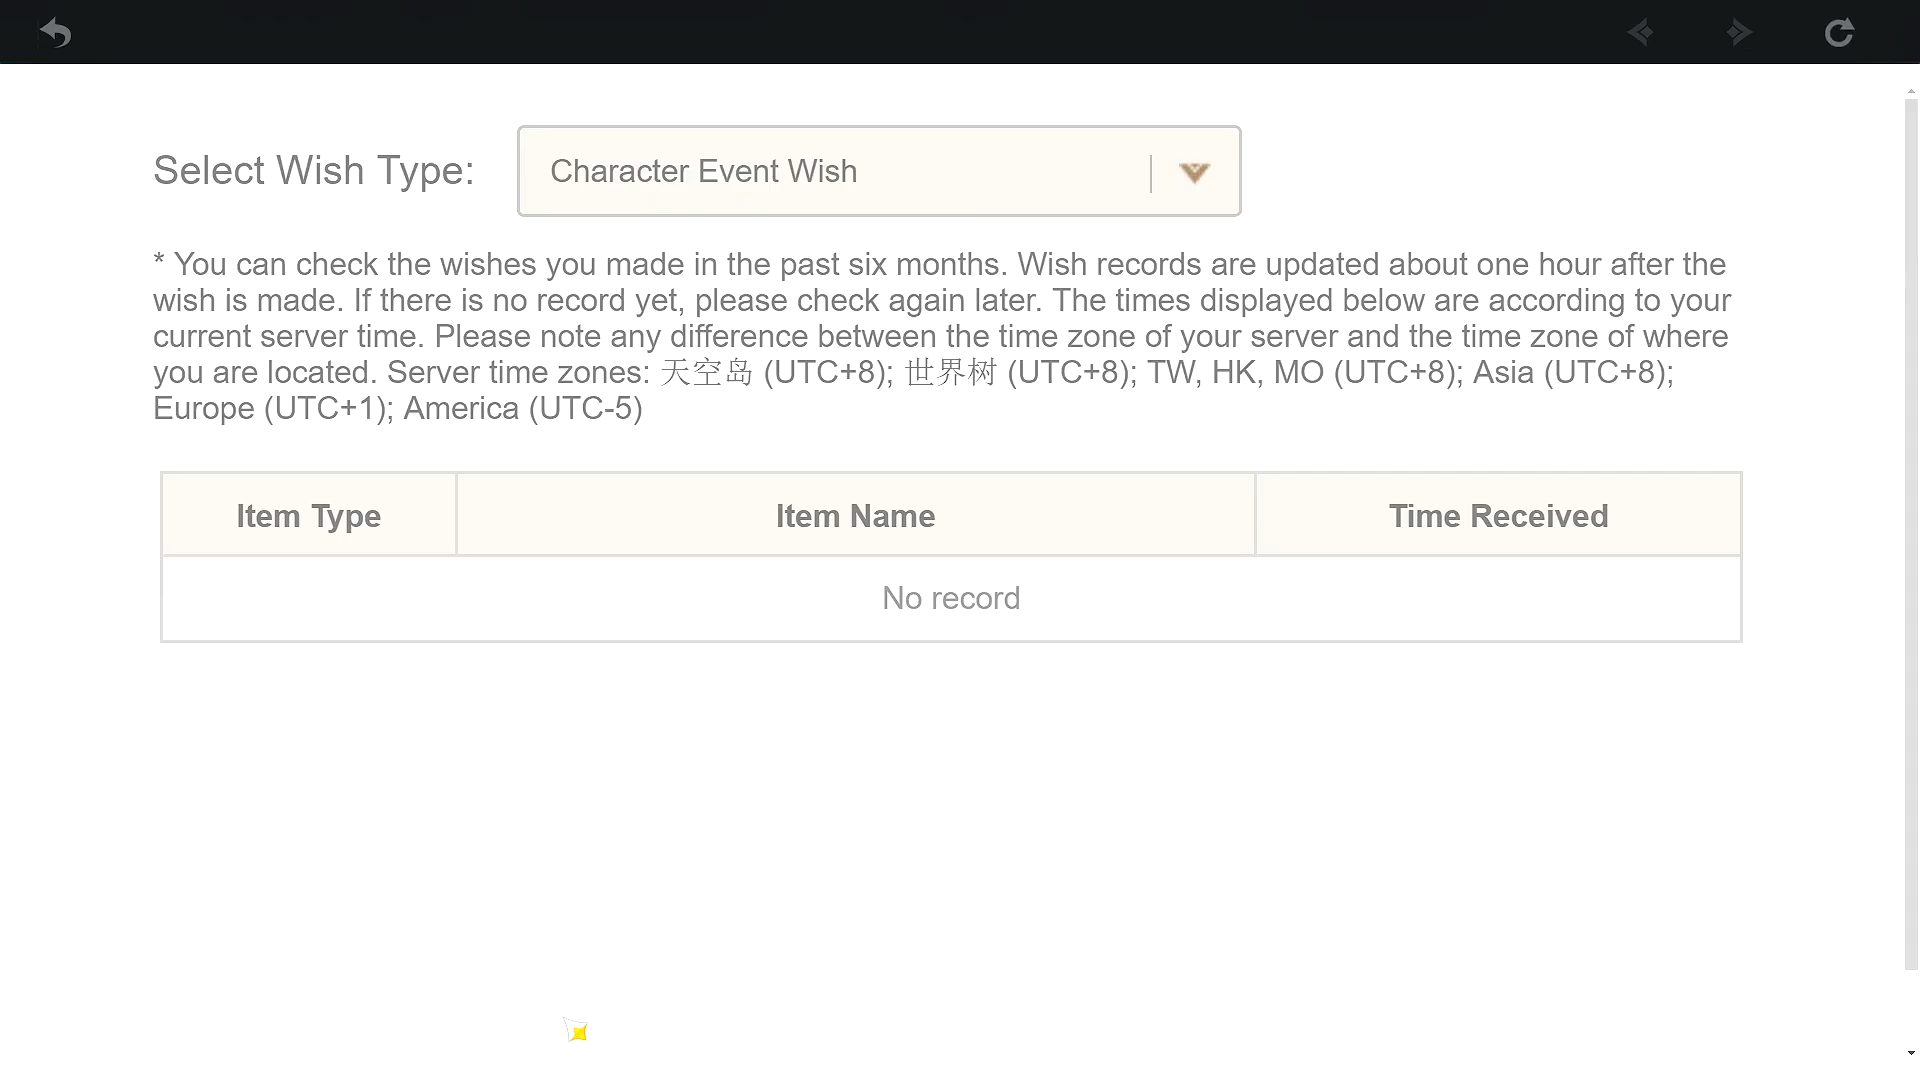 Select Wish Type:
Character Event Wish
* You can check the wishes you made in the past six months. Wish records are updated about one hour after the
wish is made. If there is no record yet, please check again later. The times displayed below are according to your
current server time. Please note any difference between the time zone of your server and the time zone of where
you are located. Server time zones: 天空岛 (UTC+8); 世界树 (UTC+8); TW, HK, MO (UTC+8); Asia (UTC+8);
Europe (UTC+1); America (UTC-5)
Item Type Item Name Time Received
No record